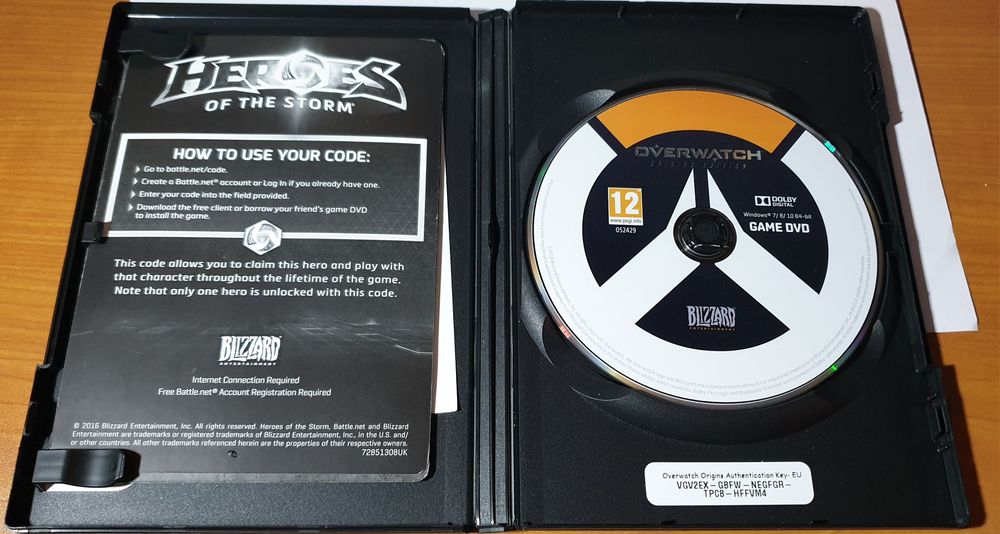 HEROES
OF THE STORM™
HOW TO USE YOUR CODE:
Go to battle.net/code.
Create a Battle.net® account or Log In if you already have one.
Enter your code into the field provided.
Download the free client or borrow your friend's game DVD
to install the game.
This code allows you to claim this hero and play with
that character throughout the lifetime of the game.
Note that only one hero is unlocked with this code.
BLIZZARD
ENTERTAINMENT
Internet Connection Required
Free Battle.net® Account Registration Required
© 2016 Blizzard Entertainment, Inc. All rights reserved. Heroes of the Storm, Battle.net and Blizzard
Entertainment are trademarks or registered trademarks of Blizzard Entertainment, Inc., in the U.S. and/
or other countries. All other trademarks referenced herein are the properties of their respective owners.
72851308UK
OVERWATCH
ORIGINS EDITION
12
www.pegi.info
052429
DOLBY
DIGITAL
Windows® 7/ 8/ 10 64-bit
GAME DVD
BLIZZARD
ENTERTAINMENT
Overwatch Origins Authentication Key- EU
VGV2EX-GBFW-NEGFGR-
TPC8-HFFVM4